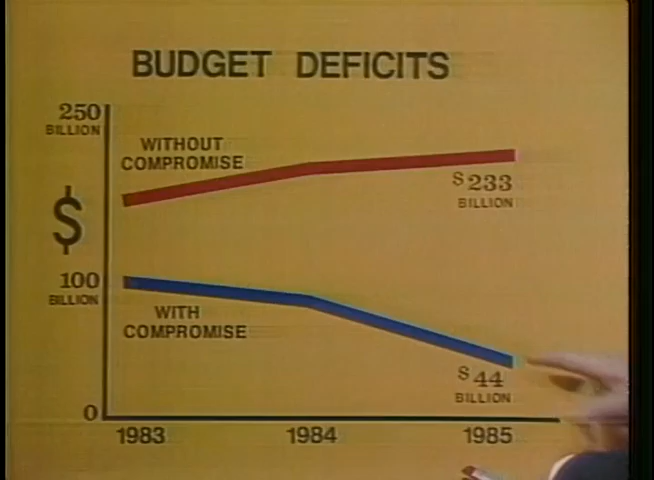 BUDGET DEFICITS
250
BILLION
WITHOUT
COMPROMISE
$233
BILLION
$
100
BILLION
WITH
COMPROMISE
$44
BILLION
0
1983
1984
1985